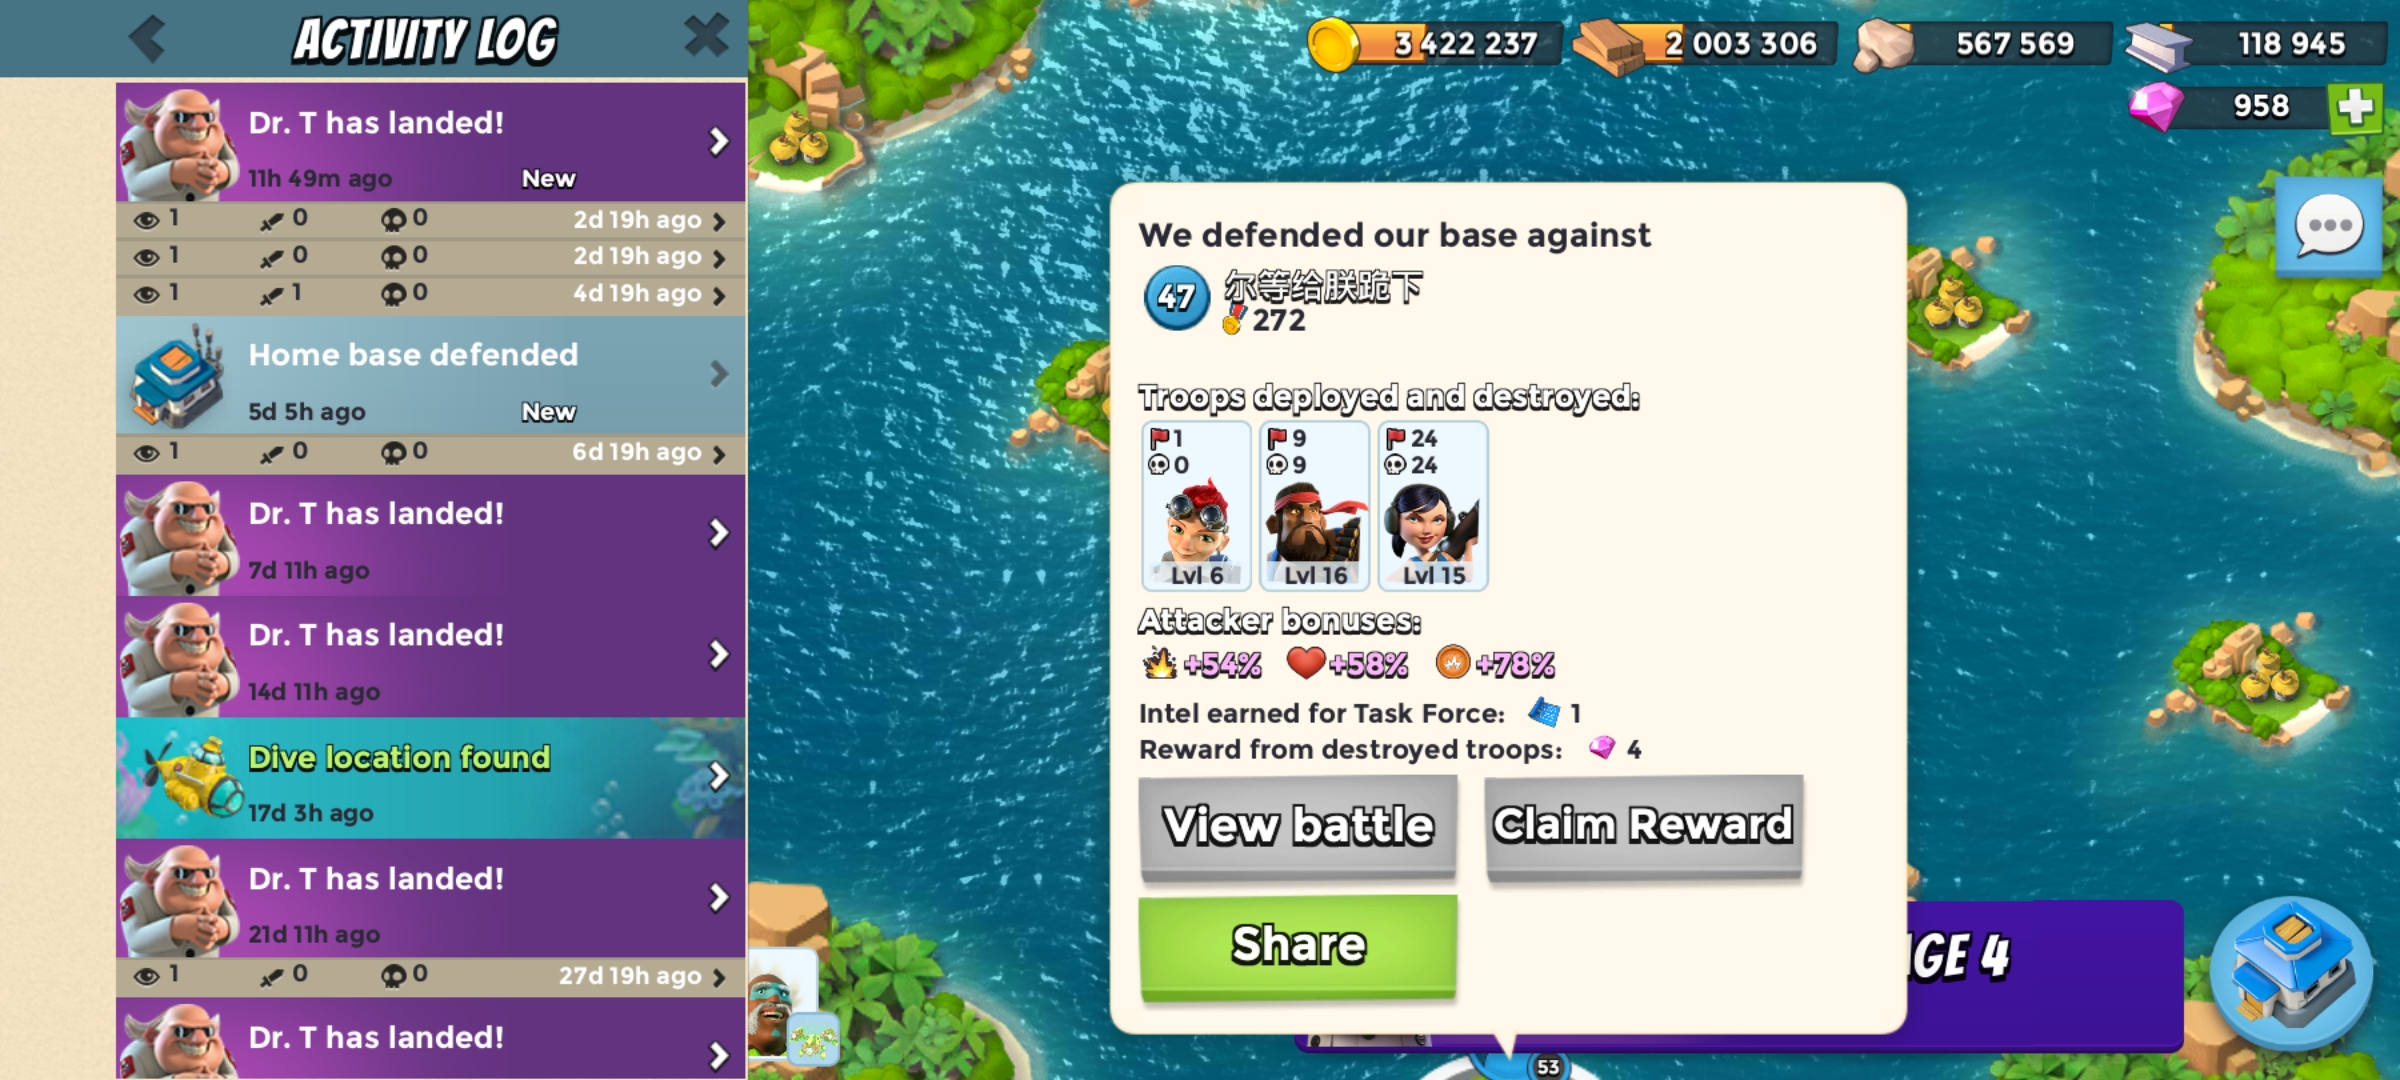 ACTIVITY LOG
Dr. T has landed!
11h 49m ago New
1 0 0 2d 19h ago
1 0 0 2d 19h ago
1 1 0 4d 19h ago
Home base defended
5d 5h ago New
1 0 0 6d 19h ago
Dr. T has landed!
7d 11h ago
Dr. T has landed!
14d 11h ago
Dive location found
17d 3h ago
Dr. T has landed!
21d 11h ago
1 0 0 27d 19h ago
Dr. T has landed!
3 422 237 2 003 306 567 569 118 945
958
We defended our base against
47 尔等给朕跪下
272
Troops deployed and destroyed:
1 9 24
0 9 24
Lvl 6 Lvl 16 Lvl 15
Attacker bonuses:
+54% +58% +78%
Intel earned for Task Force: 1
Reward from destroyed troops: 4
View battle Claim Reward
Share
GE 4
53